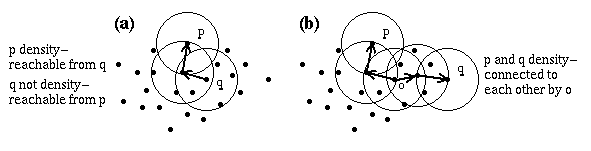 (a)
p
p density–
reachable from q
q not density–
reachable from p
q
(b)
p
o
q
p and q density–
connected to
each other by o